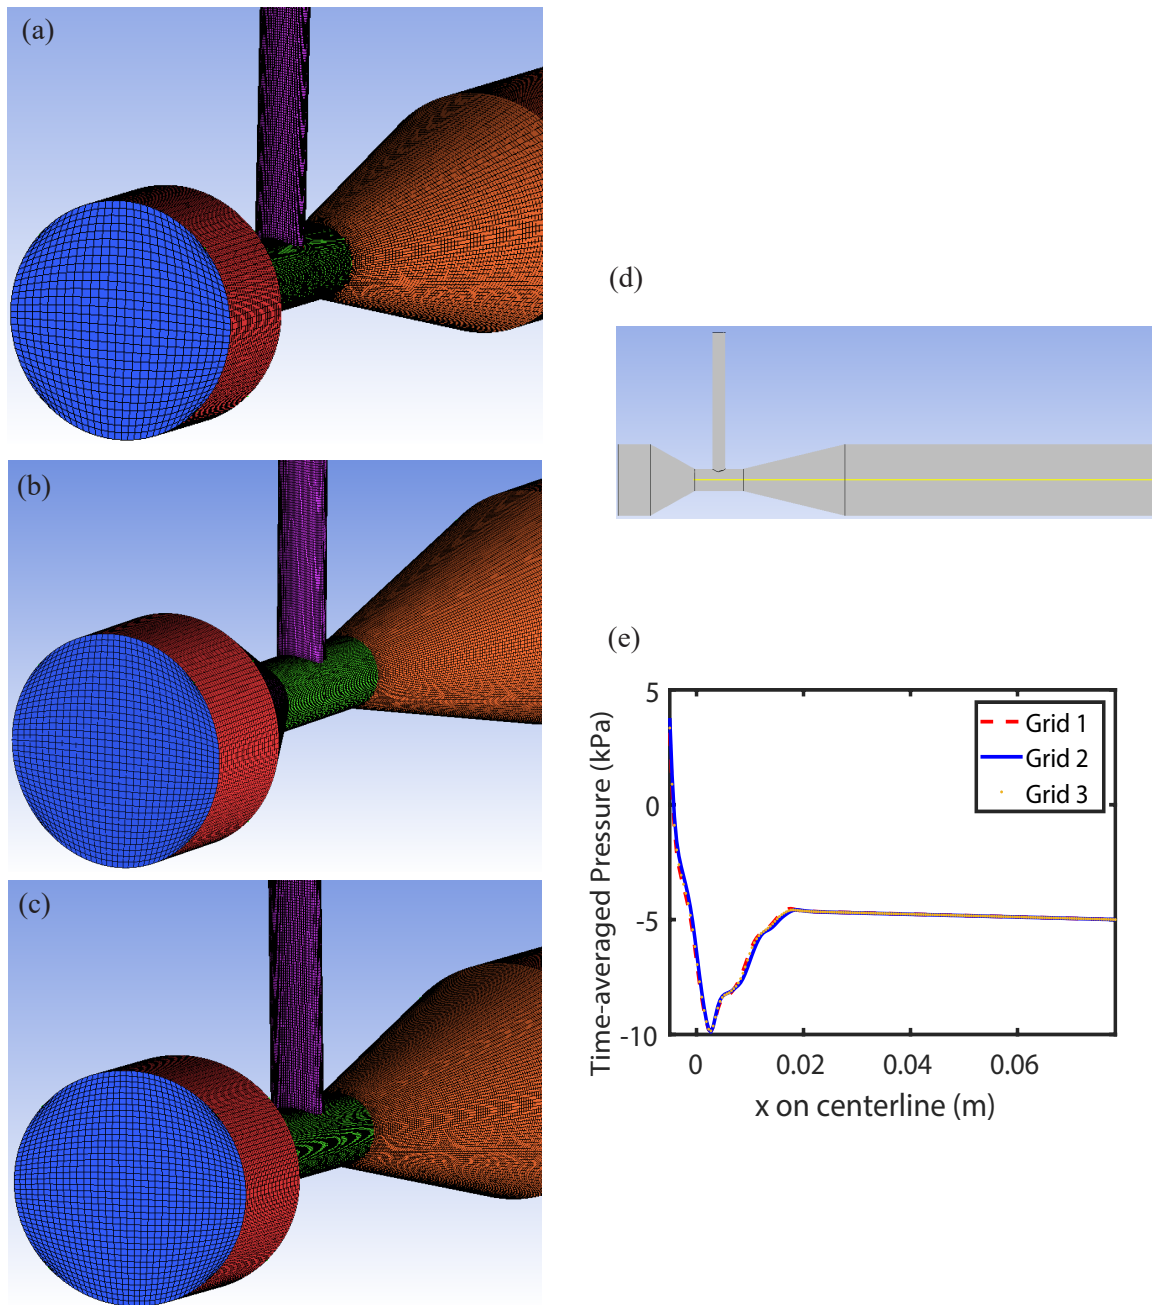 (a)
(b)
(c)
(d)
(e)
Time-averaged Pressure (kPa)
5
0
-5
-10
Grid 1
Grid 2
Grid 3
0
0.02
0.04
0.06
x on centerline (m)